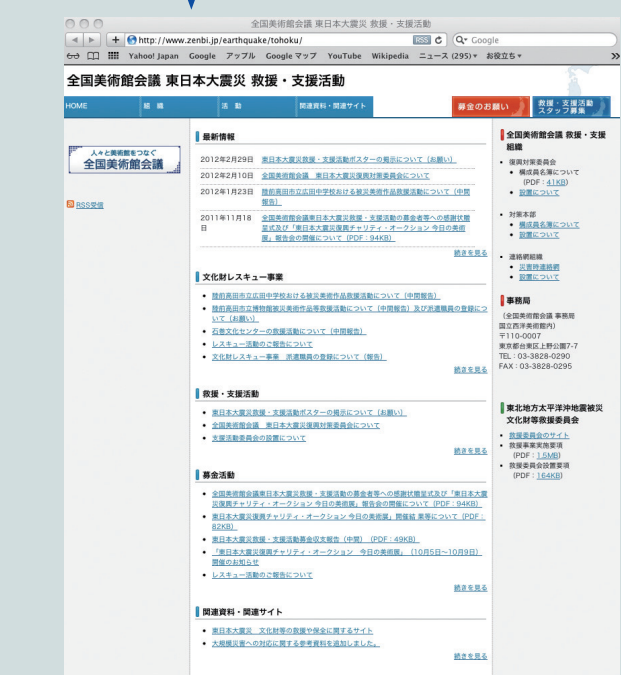 全国美術館会議 東日本大震災 救援・支援活動
http://www.zenbi.jp/earthquake/tohoku/
RSS
Google
Yahoo! Japan Google アップル Google マップ YouTube Wikipedia ニュース (295)▾ お役立ち▾
全国美術館会議 東日本大震災 救援・支援活動
HOME 組 織 活 動 関連資料・関連サイト 募金のお願い 救援・支援活動
スタッフ募集
人々と美術館をつなぐ
全国美術館会議
RSS受信
最新情報
2012年2月29日 東日本大震災救援・支援活動ポスターの掲示について［お願い］
2012年2月10日 全国美術館会議 東日本大震災復興対策委員会について
2012年1月23日 陸前高田市立広田中学校おける被災美術作品救援活動について（中間
報告）
2011年11月18
日
全国美術館会議東日本大震災救援・支援活動の募金者等への感謝状贈
呈式及び「東日本大震災復興チャリティ・オークション 今日の美術
展」報告会の開催について（PDF：94KB）
続きを見る
文化財レスキュー事業
• 陸前高田市立広田中学校おける被災美術作品救援活動について（中間報告）
• 陸前高田市立博物館被災美術作品等救援活動について（中間報告）及び派遣職員の登録につ
いて（お願い）
• 石巻文化センターの救援活動について（中間報告）
• レスキュー活動のご報告について
• 文化財レスキュー事業 派遣職員の登録について（報告）
続きを見る
救援・支援活動
• 東日本大震災救援・支援活動ポスターの掲示について［お願い］
• 全国美術館会議 東日本大震災復興対策委員会について
• 支援活動委員会の設置について
続きを見る
募金活動
• 全国美術館会議東日本大震災救援・支援活動の募金者等への感謝状贈呈式及び「東日本大震
災復興チャリティ・オークション 今日の美術展」報告会の開催について（PDF：94KB）
• 東日本大震災復興チャリティ・オークション 今日の美術展」開催結 果等について（PDF：
82KB）
• 東日本大震災救援・支援活動募金収支報告（中間）（PDF：49KB）
• 「東日本大震災復興チャリティ・オークション 今日の美術展」（10月5日〜10月9日）
開催のお知らせ
• レスキュー活動のご報告について
続きを見る
関連資料・関連サイト
• 東日本大震災 文化財等の救援や保全に関するサイト
• 大規模災害への対応に関する参考資料を追加しました。
続きを見る
全国美術館会議 救援・支援
組織
• 復興対策委員会
• 構成員名簿について
（PDF：41KB）
• 設置について
• 対策本部
• 構成員名簿について
• 設置について
• 連絡網組織
• 災害時連絡網
• 設置について
事務局
（全国美術館会議 事務局
国立西洋美術館内）
〒110-0007
東京都台東区上野公園7-7
TEL：03-3828-0290
FAX：03-3828-0295
東北地方太平洋沖地震被災
文化財等救援委員会
• 救援委員会のサイト
• 救援事業実施要項
（PDF：1.5MB）
• 救援委員会設置要項
（PDF：164KB）